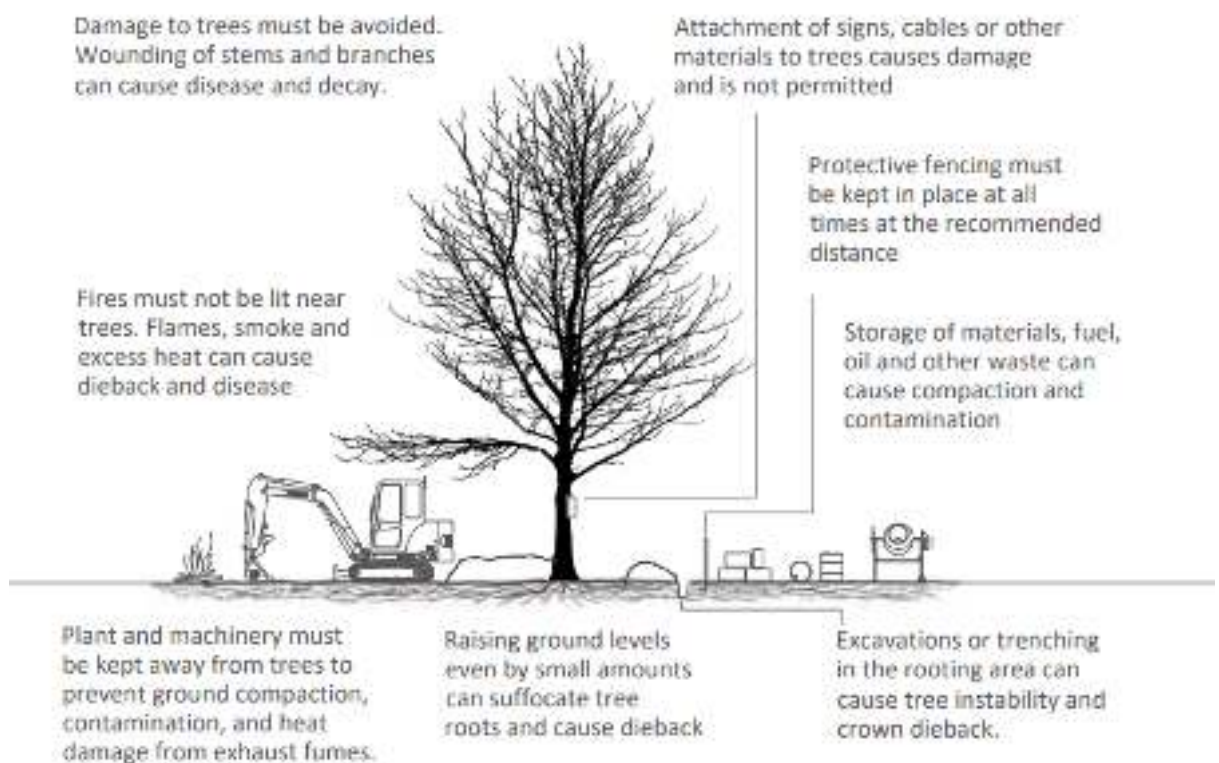 Damage to trees must be avoided.
Wounding of stems and branches
can cause disease and decay.
Attachment of signs, cables or other
materials to trees causes damage
and is not permitted
Protective fencing must
be kept in place at all
times at the recommended
distance
Fires must not be lit near
trees. Flames, smoke and
excess heat can cause
dieback and disease
Storage of materials, fuel,
oil and other waste can
cause compaction and
contamination
Plant and machinery must
be kept away from trees to
prevent ground compaction,
contamination, and heat
damage from exhaust fumes.
Raising ground levels
even by small amounts
can suffocate tree
roots and cause dieback
Excavations or trenching
in the rooting area can
cause tree instability and
crown dieback.